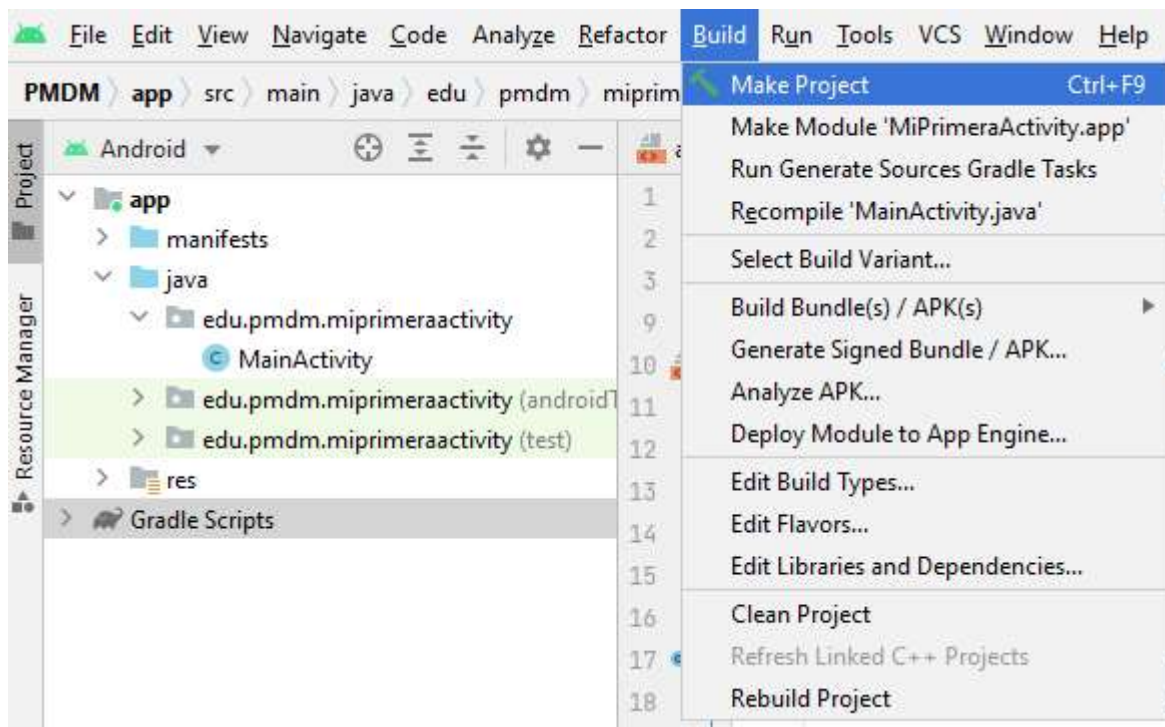 File Edit View Navigate Code Analyze Refactor Build Run Tools VCS Window Help
PMDM app src main java edu pmdm miprim
Project
Resource Manager
Android
app
manifests
java
edu.pmdm.miprimeraactivity
MainActivity
edu.pmdm.miprimeraactivity (androidT
edu.pmdm.miprimeraactivity (test)
res
Gradle Scripts
1
2
3
9
10
11
12
13
14
15
16
17
18
Make Project Ctrl+F9
Make Module 'MiPrimeraActivity.app'
Run Generate Sources Gradle Tasks
Recompile 'MainActivity.java'
Select Build Variant...
Build Bundle(s) / APK(s)
Generate Signed Bundle / APK...
Analyze APK...
Deploy Module to App Engine...
Edit Build Types...
Edit Flavors...
Edit Libraries and Dependencies...
Clean Project
Refresh Linked C++ Projects
Rebuild Project